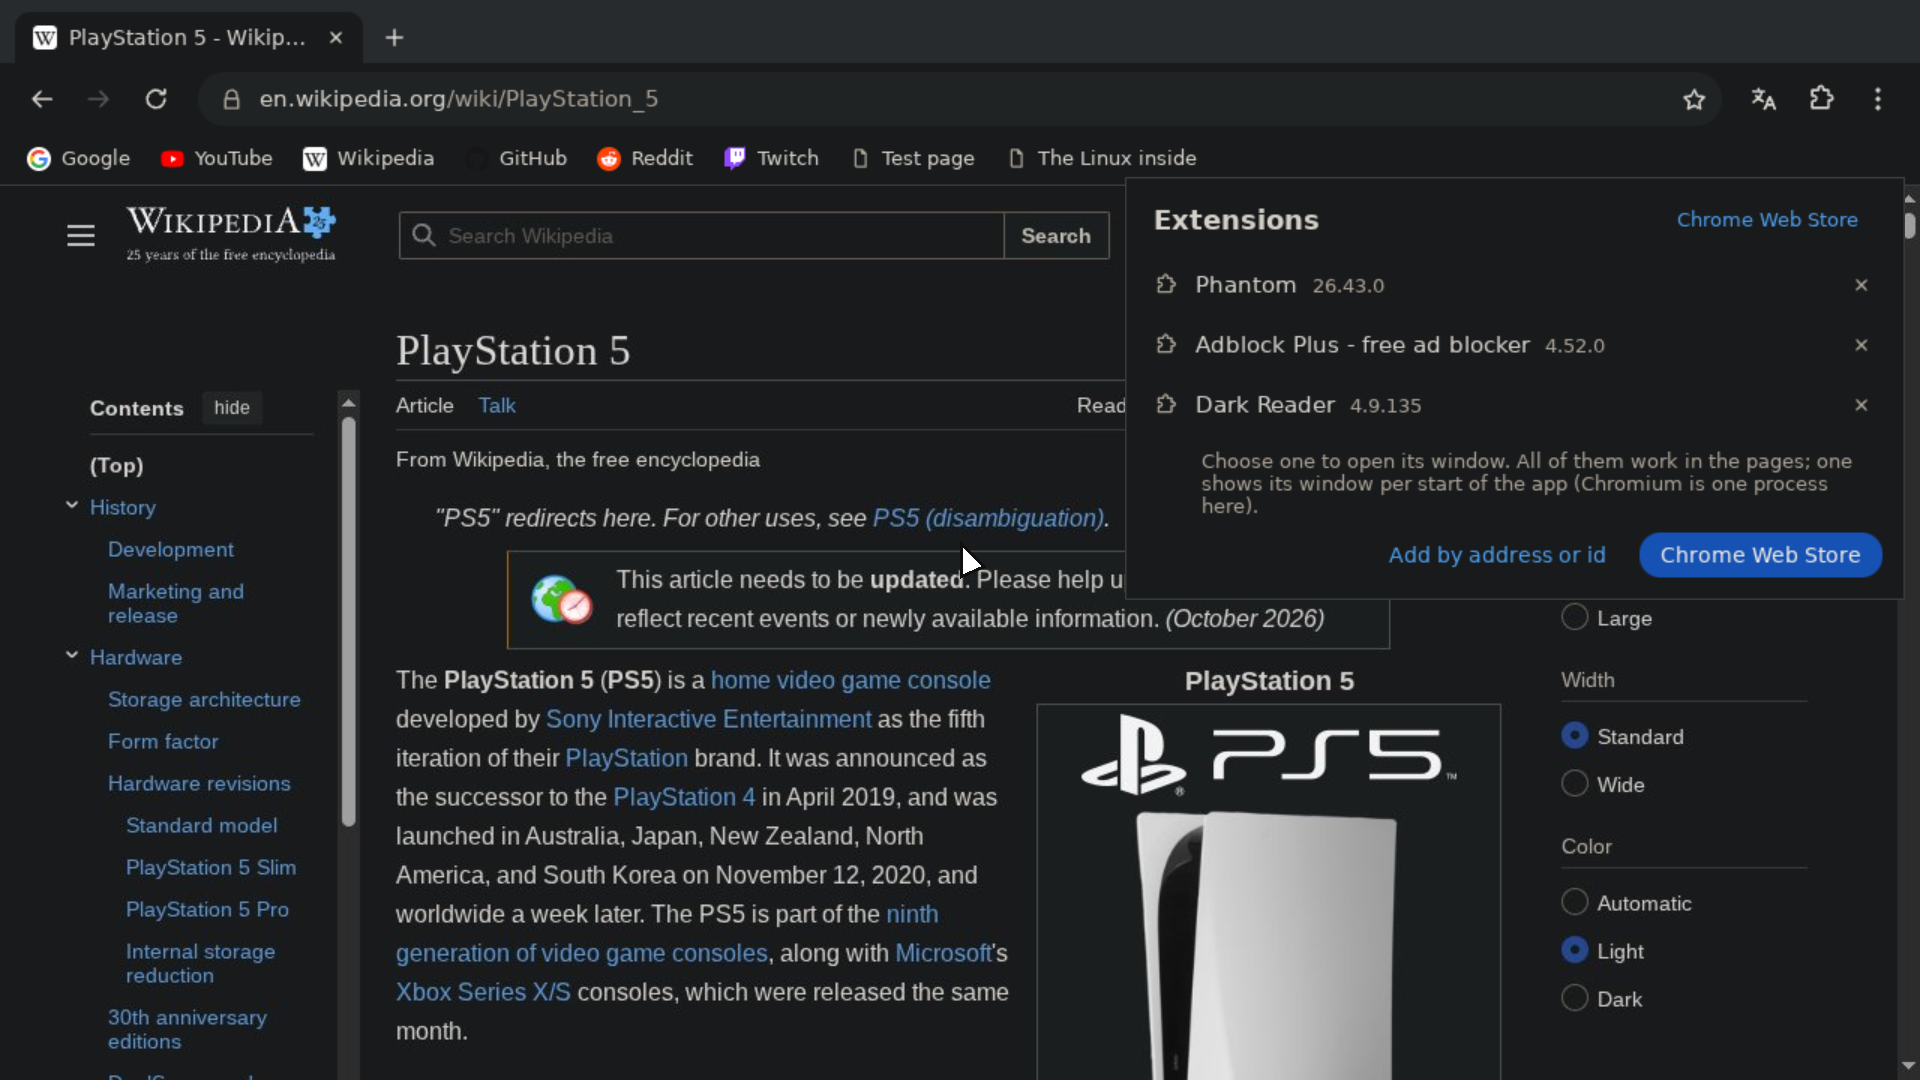 PlayStation 5 - Wikip...
en.wikipedia.org/wiki/PlayStation_5
Google YouTube Wikipedia GitHub Reddit Twitch Test page The Linux inside
WIKIPEDIA 25
25 years of the free encyclopedia
Search Wikipedia
Search
Extensions
Chrome Web Store
Phantom 26.43.0
Adblock Plus - free ad blocker 4.52.0
Dark Reader 4.9.135
Choose one to open its window. All of them work in the pages; one
shows its window per start of the app (Chromium is one process
here).
Add by address or id
Chrome Web Store
Contents hide
(Top)
History
Development
Marketing and
release
Hardware
Storage architecture
Form factor
Hardware revisions
Standard model
PlayStation 5 Slim
PlayStation 5 Pro
Internal storage
reduction
30th anniversary
editions
PlayStation 5
Article Talk
Read
From Wikipedia, the free encyclopedia
"PS5" redirects here. For other uses, see PS5 (disambiguation).
This article needs to be updated. Please help u
reflect recent events or newly available information. (October 2026)
The PlayStation 5 (PS5) is a home video game console
developed by Sony Interactive Entertainment as the fifth
iteration of their PlayStation brand. It was announced as
the successor to the PlayStation 4 in April 2019, and was
launched in Australia, Japan, New Zealand, North
America, and South Korea on November 12, 2020, and
worldwide a week later. The PS5 is part of the ninth
generation of video game consoles, along with Microsoft's
Xbox Series X/S consoles, which were released the same
month.
PlayStation 5
PS5
Large
Width
Standard
Wide
Color
Automatic
Light
Dark